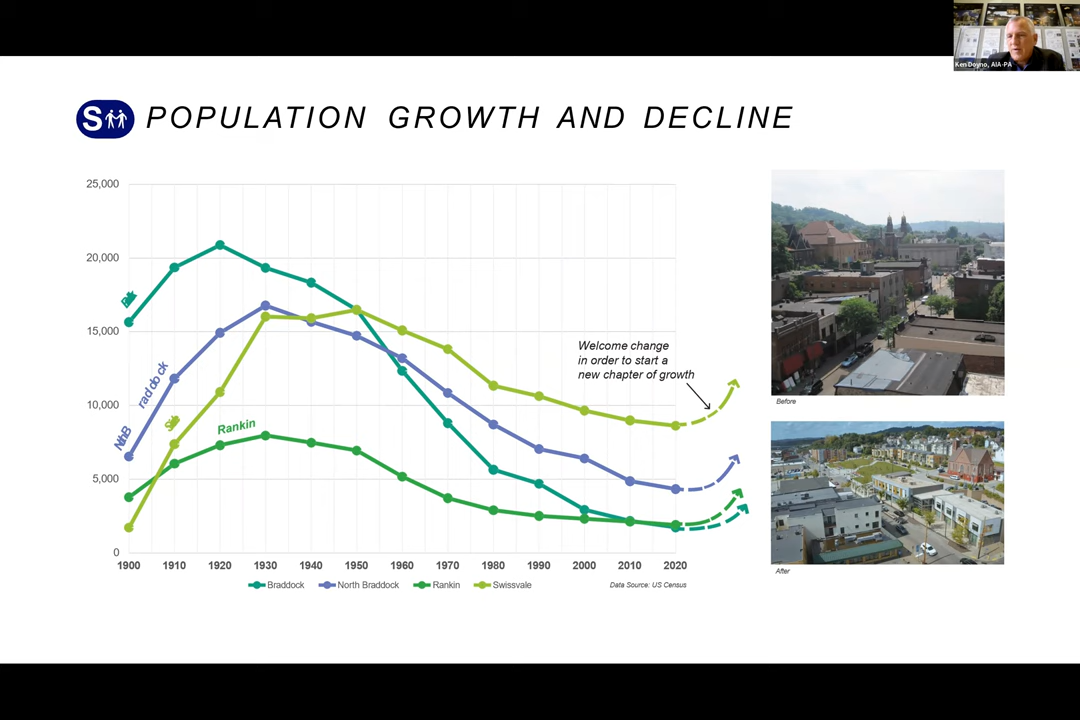 Ken Doyno, AIA-PA
S
POPULATION GROWTH AND DECLINE
25,000
20,000
15,000
10,000
5,000
0
Rankin
Welcome change
in order to start a
new chapter of growth
1900 1910 1920 1930 1940 1950 1960 1970 1980 1990 2000 2010 2020
Braddock North Braddock Rankin Swissvale
Data Source: US Census
Before
After